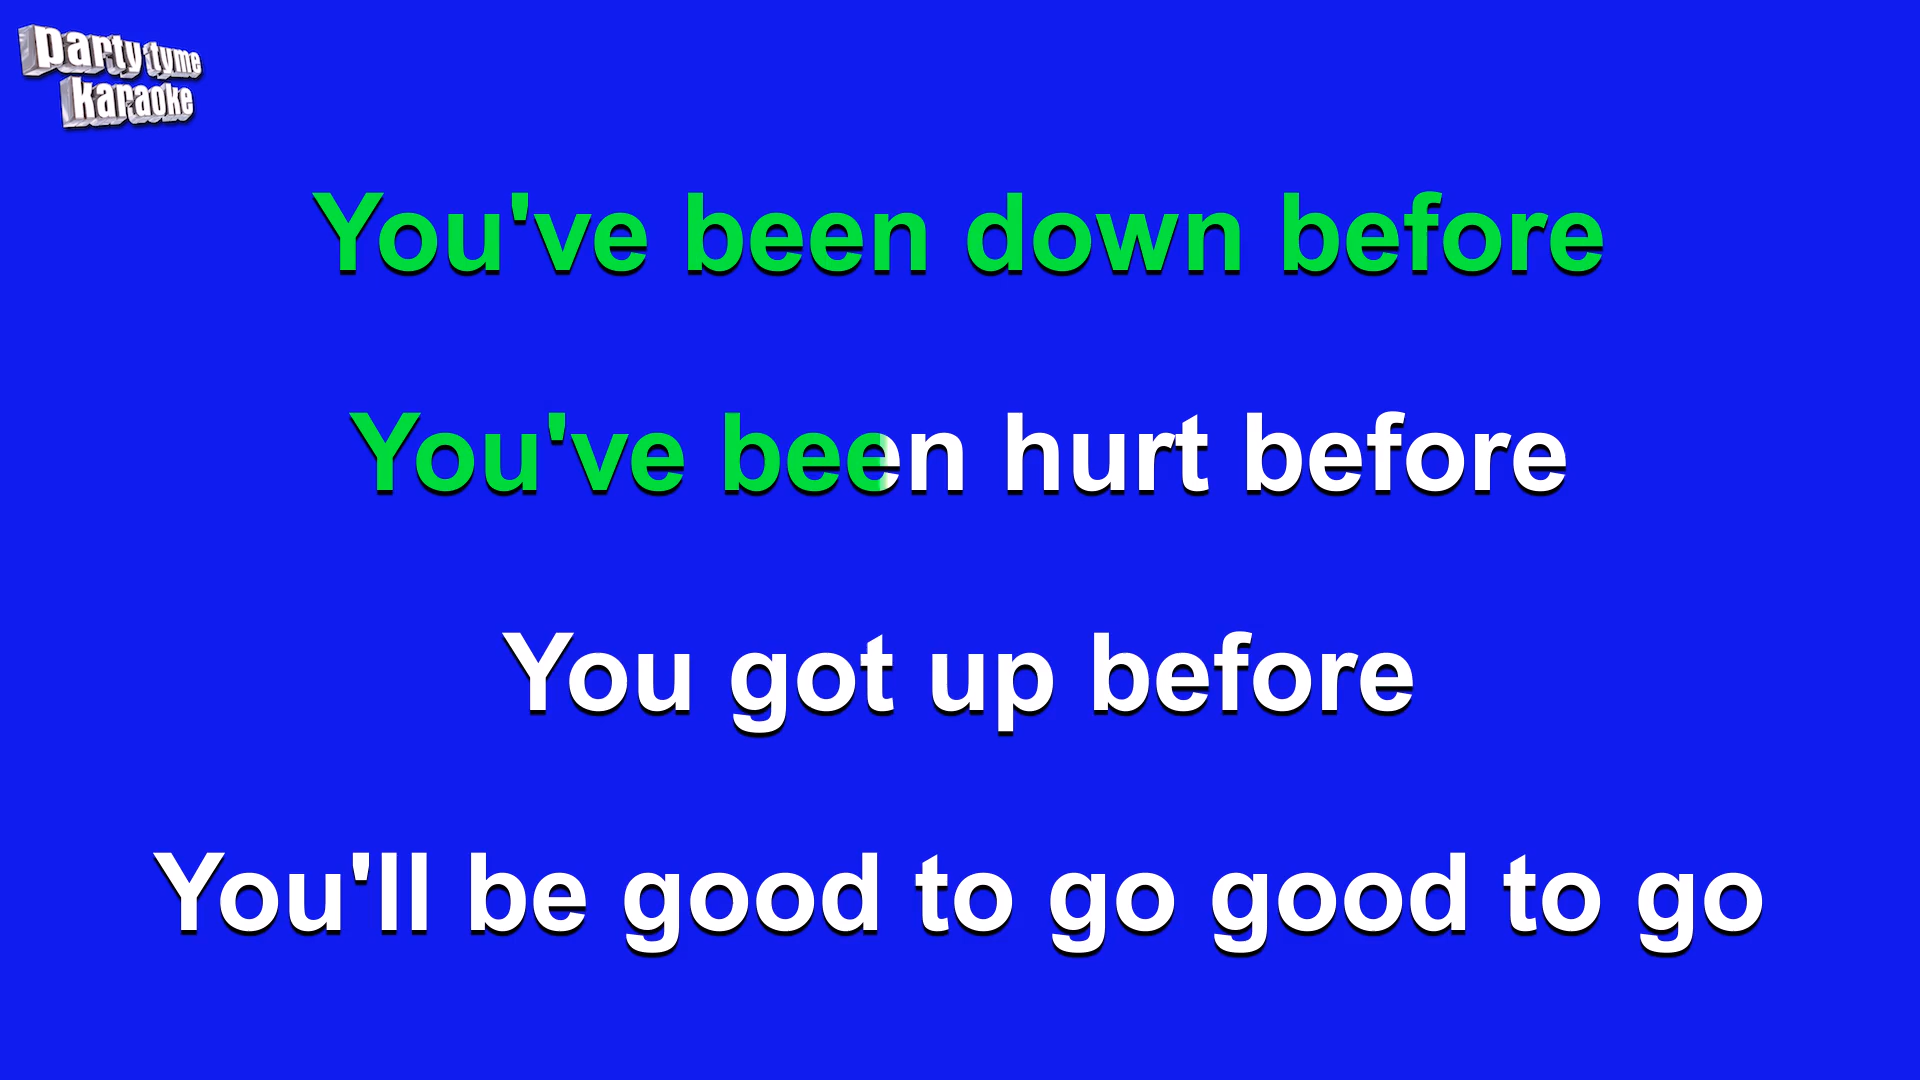 party tyme
karaoke
You've been down before
You've been hurt before
You got up before
You'll be good to go good to go